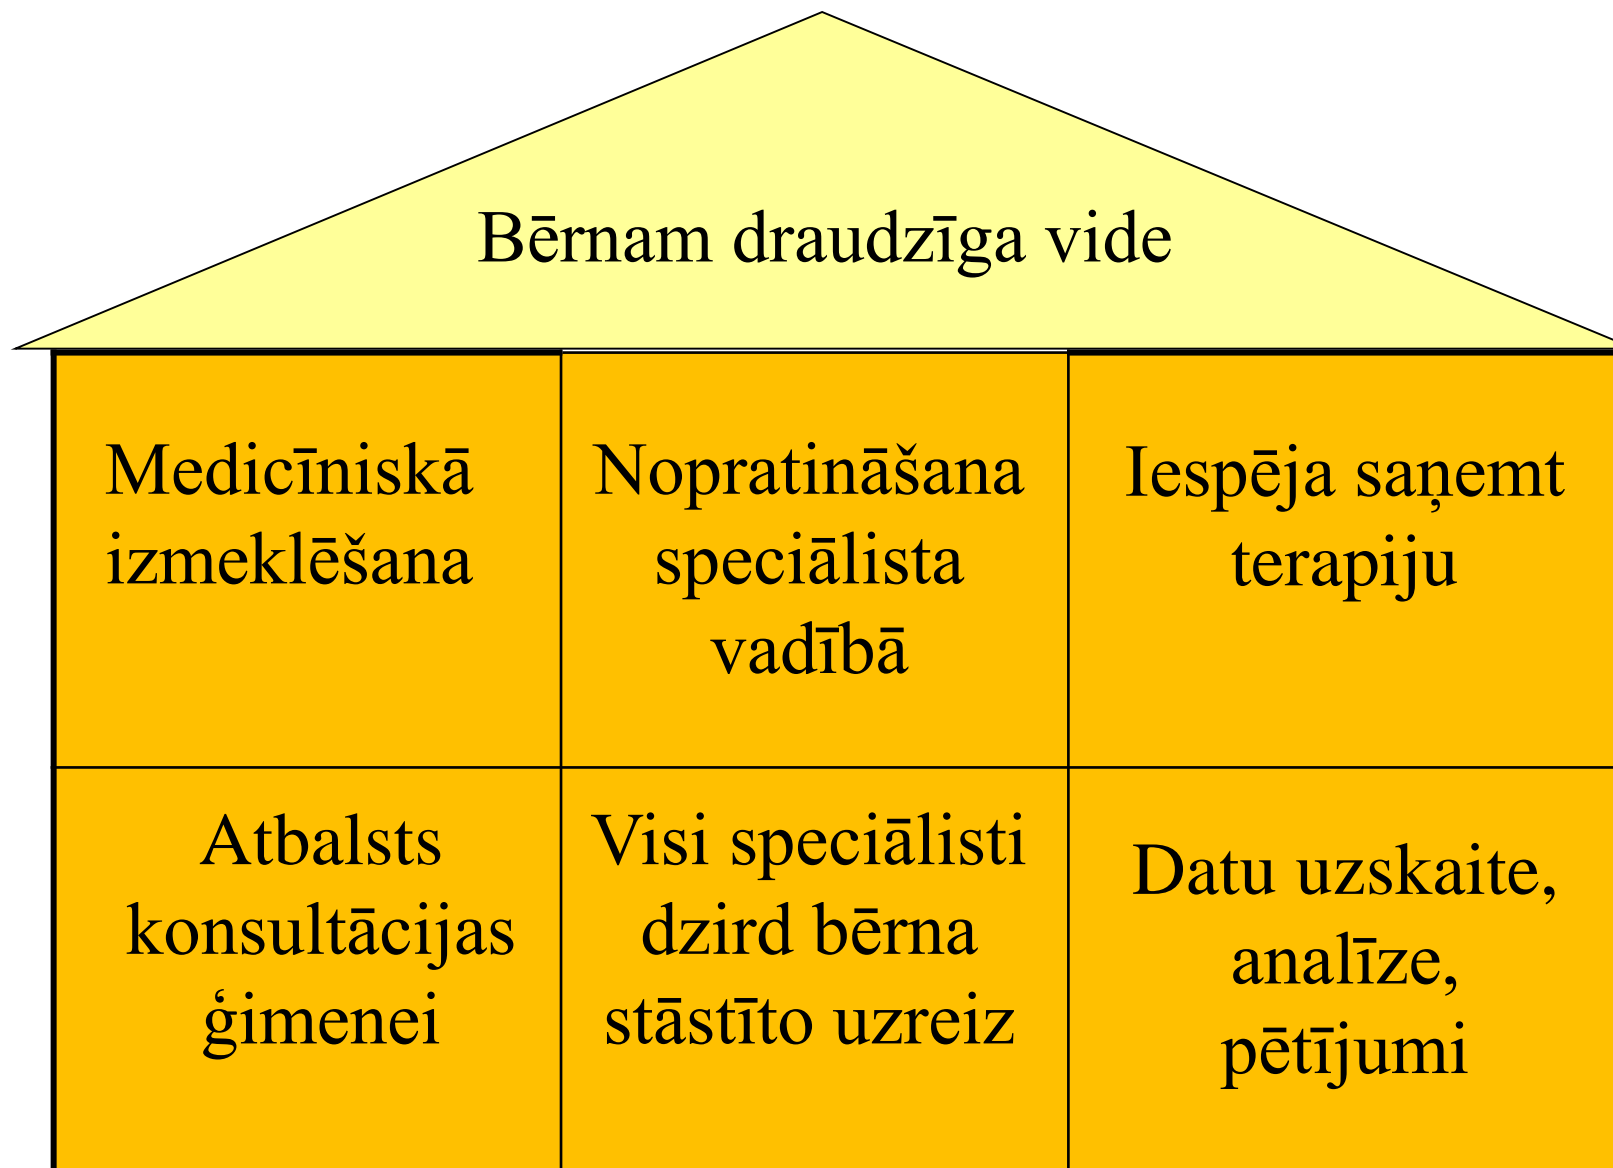 Bērnam draudzīga vide
Medicīniskā
izmeklēšana
Nopratināšana
speciālista
vadībā
Iespēja saņemt
terapiju
Atbalsts
konsultācijas
ģimenei
Visi speciālisti
dzird bērna
stāstīto uzreiz
Datu uzskaite,
analīze,
pētījumi